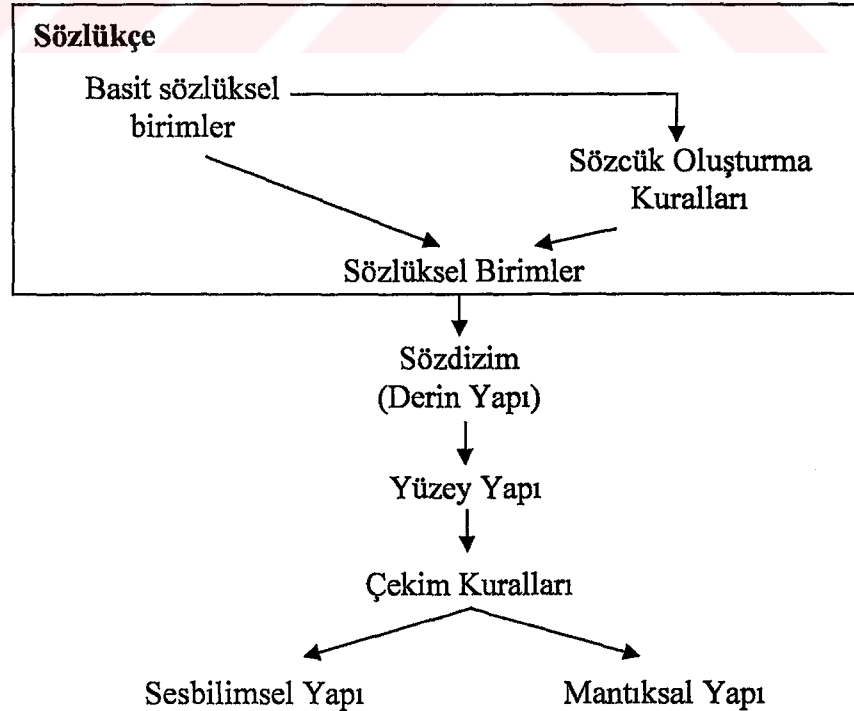 Sözlükçe
Basit sözlüksel
birimler
Sözcük Oluşturma
Kuralları
Sözlüksel Birimler
Sözdizim
(Derin Yapı)
Yüzey Yapı
Çekim Kuralları
Sesbilimsel Yapı
Mantıksal Yapı